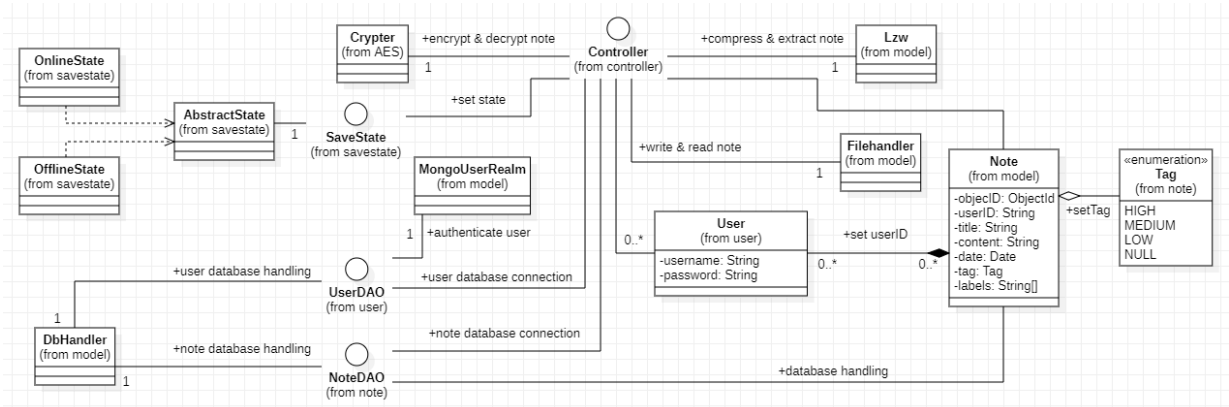 OnlineState
(from savestate)
OfflineState
(from savestate)
AbstractState
(from savestate)
1
SaveState
(from savestate)
+set state
Crypter
(from AES)
+encrypt & decrypt note
1
Controller
(from controller)
+compress & extract note
1
Lzw
(from model)
+write & read note
1
Filehandler
(from model)
MongoUserRealm
(from model)
1
+authenticate user
+user database handling
+user database connection
UserDAO
(from user)
1
DbHandler
(from model)
+note database handling
1
+note database connection
NoteDAO
(from note)
+database handling
0..*
User
(from user)
-username: String
-password: String
+set userID
0..*
0..*
Note
(from model)
-objecID: ObjectId
-userID: String
-title: String
-content: String
-date: Date
-tag: Tag
-labels: String[]
+setTag
«enumeration»
Tag
(from note)
HIGH
MEDIUM
LOW
NULL